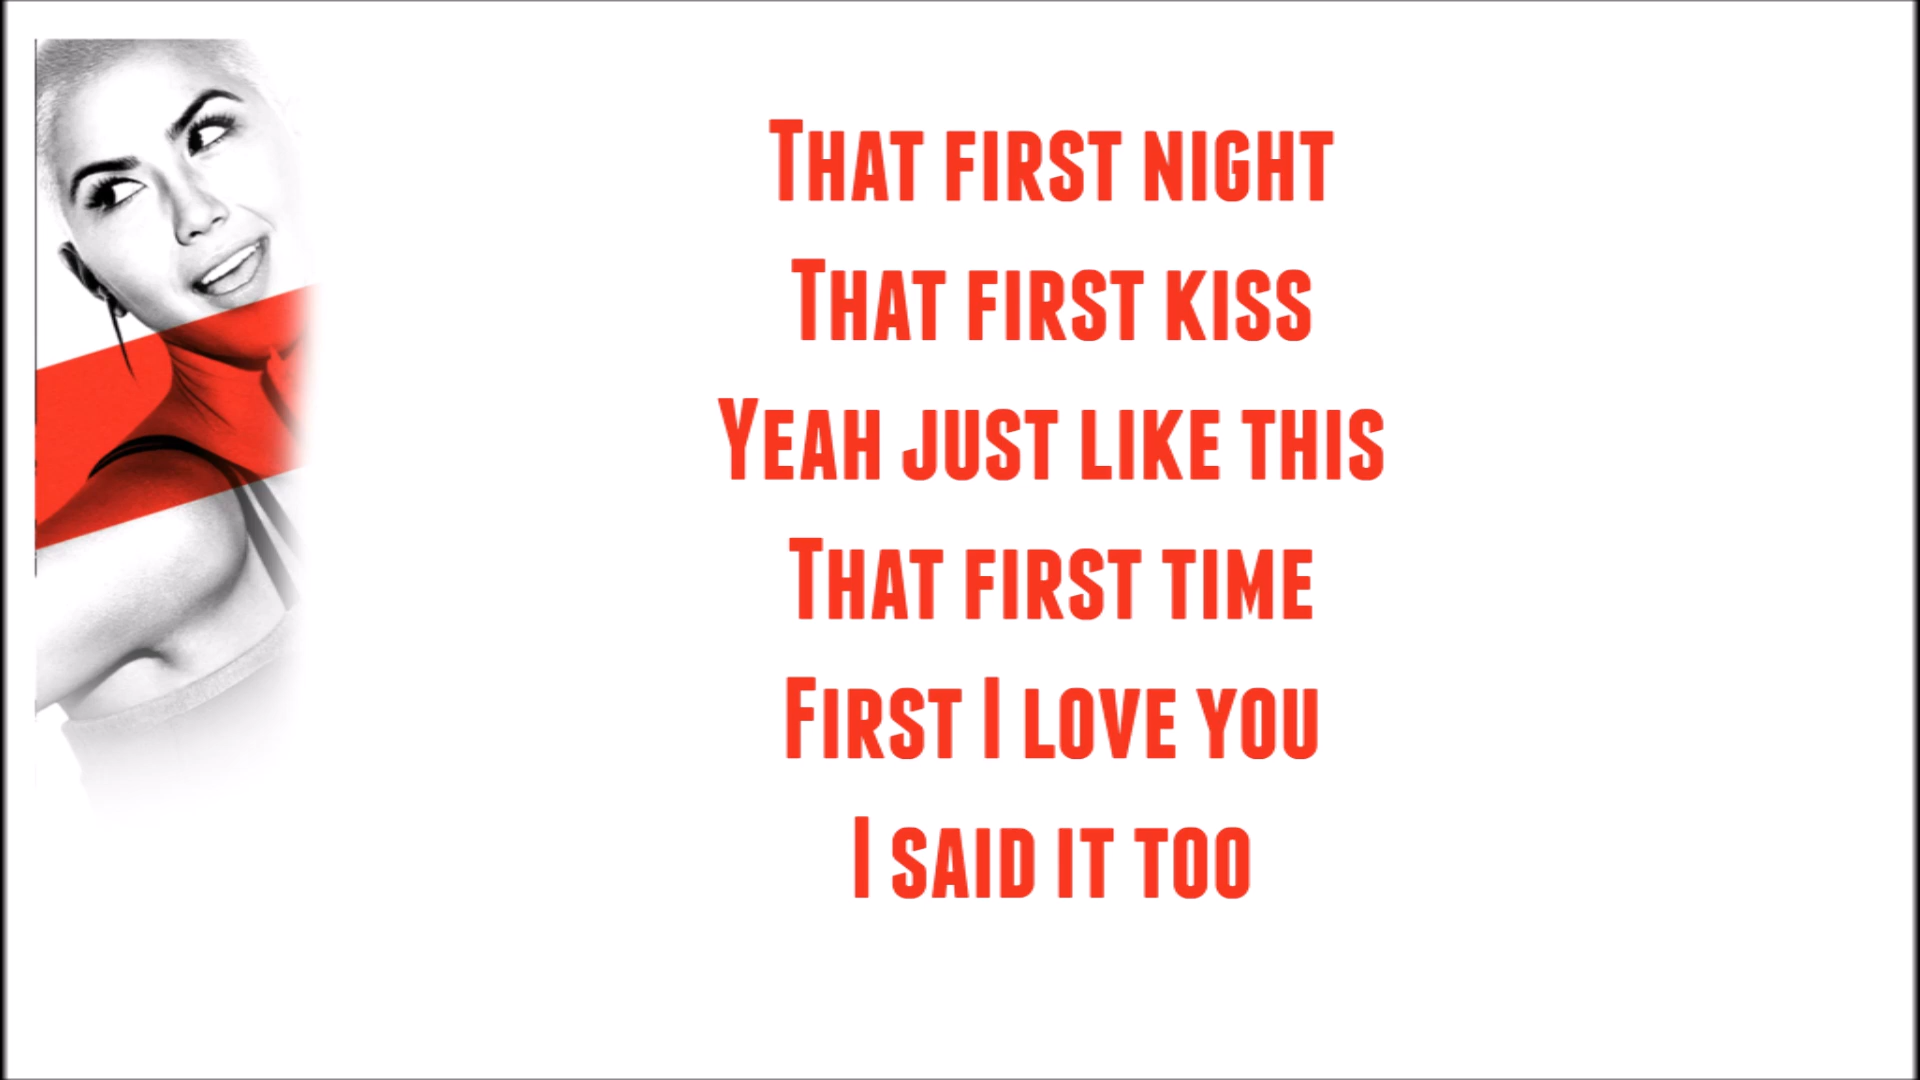 That first night
That first kiss
Yeah just like this
That first time
First I love you
I said it too